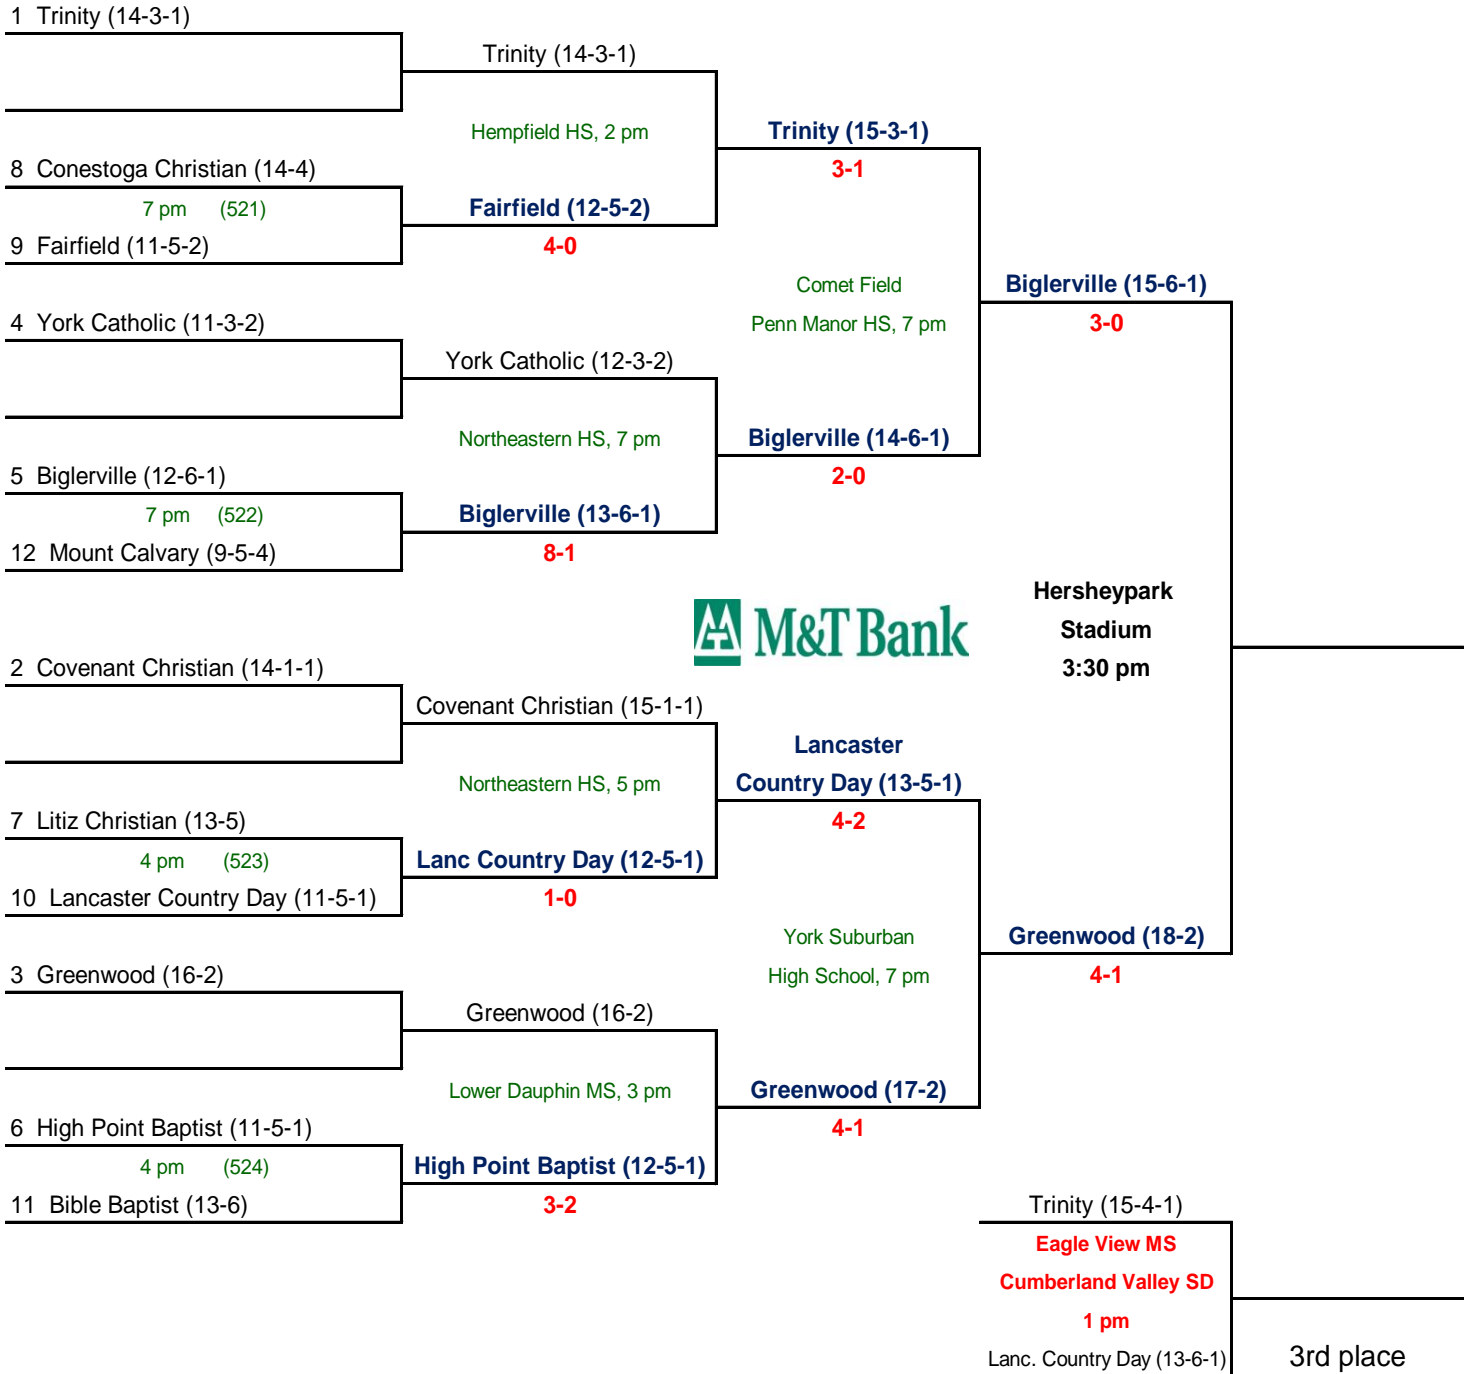 1 Trinity (14-3-1)
Trinity (14-3-1)
Hempfield HS, 2 pm
Trinity (15-3-1)
3-1
8 Conestoga Christian (14-4)
7 pm (521)
9 Fairfield (11-5-2)
Fairfield (12-5-2)
4-0
Comet Field
Penn Manor HS, 7 pm
Biglerville (15-6-1)
3-0
4 York Catholic (11-3-2)
York Catholic (12-3-2)
Northeastern HS, 7 pm
Biglerville (14-6-1)
2-0
5 Biglerville (12-6-1)
7 pm (522)
12 Mount Calvary (9-5-4)
Biglerville (13-6-1)
8-1
M&T Bank
Hersheypark
Stadium
3:30 pm
2 Covenant Christian (14-1-1)
Covenant Christian (15-1-1)
Northeastern HS, 5 pm
Lancaster
Country Day (13-5-1)
4-2
7 Litiz Christian (13-5)
4 pm (523)
10 Lancaster Country Day (11-5-1)
Lanc Country Day (12-5-1)
1-0
York Suburban
High School, 7 pm
Greenwood (18-2)
4-1
3 Greenwood (16-2)
Greenwood (16-2)
Lower Dauphin MS, 3 pm
Greenwood (17-2)
4-1
6 High Point Baptist (11-5-1)
4 pm (524)
11 Bible Baptist (13-6)
High Point Baptist (12-5-1)
3-2
Trinity (15-4-1)
Eagle View MS
Cumberland Valley SD
1 pm
Lanc. Country Day (13-6-1)
3rd place